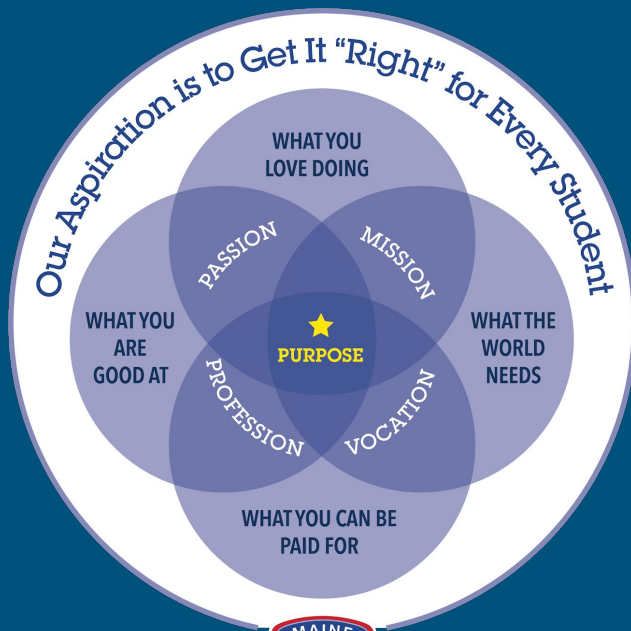 Our Aspiration is to Get It “Right” for Every Student
WHAT YOU
LOVE DOING
PASSION
MISSION
WHAT YOU
ARE
GOOD AT
PURPOSE
WHAT THE
WORLD
NEEDS
PROFESSION
VOCATION
WHAT YOU CAN BE
PAID FOR
MAINE